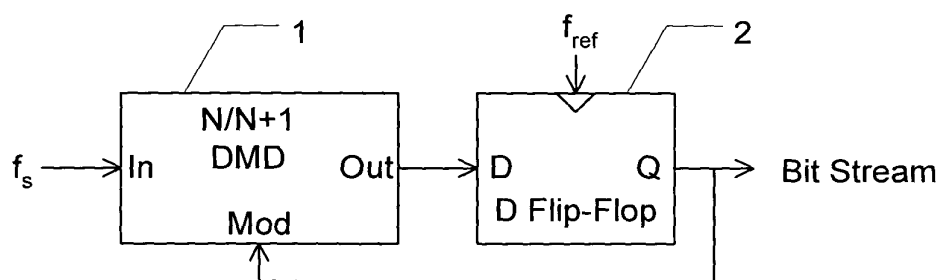 1
f_ref
2
N/N+1
DMD
f_s
In
Out
D
Q
Bit Stream
D Flip-Flop
Mod